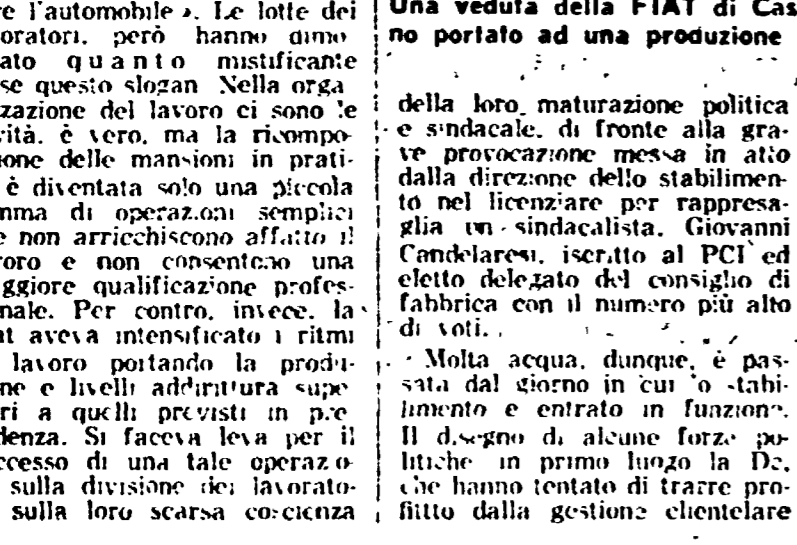 re l'automobile ». Le lotte dei
oratori, però hanno dimo
ato quanto mistificante
se questo slogan Nella orga
zazione del lavoro ci sono le
vità, è vero, ma la ricompo-
ione delle mansioni in prati-
è diventata solo una piccola
mma di operazioni semplici
e non arricchiscono affatto il
voro e non consentono una
aggiore qualificazione profes-
nale. Per contro, invece, la
at aveva intensificato i ritmi
lavoro portando la produ-
ne e livelli addirittura supe
ri a quelli previsti in pre
denza. Si faceva leva per il
ccesso di una tale operazio-
sulla divisione dei lavorato-
sulla loro scarsa coscienza
Una veduta della FIAT di Cas
no portato ad una produzione
della loro maturazione politica
e sindacale, di fronte alla gra-
ve provocazione messa in atto
dalla direzione dello stabilimen-
to nel licenziare per rappresa-
glia un sindacalista, Giovanni
Candelaresi, iscritto al PCI ed
eletto delegato del consiglio di
fabbrica con il numero più alto
di voti.
Molta acqua, dunque, è pas-
sata dal giorno in cui lo stabi-
limento è entrato in funzione.
Il disegno di alcune forze po-
litiche in primo luogo la Dc,
che hanno tentato di trarre pro-
fitto dalla gestione clientelare